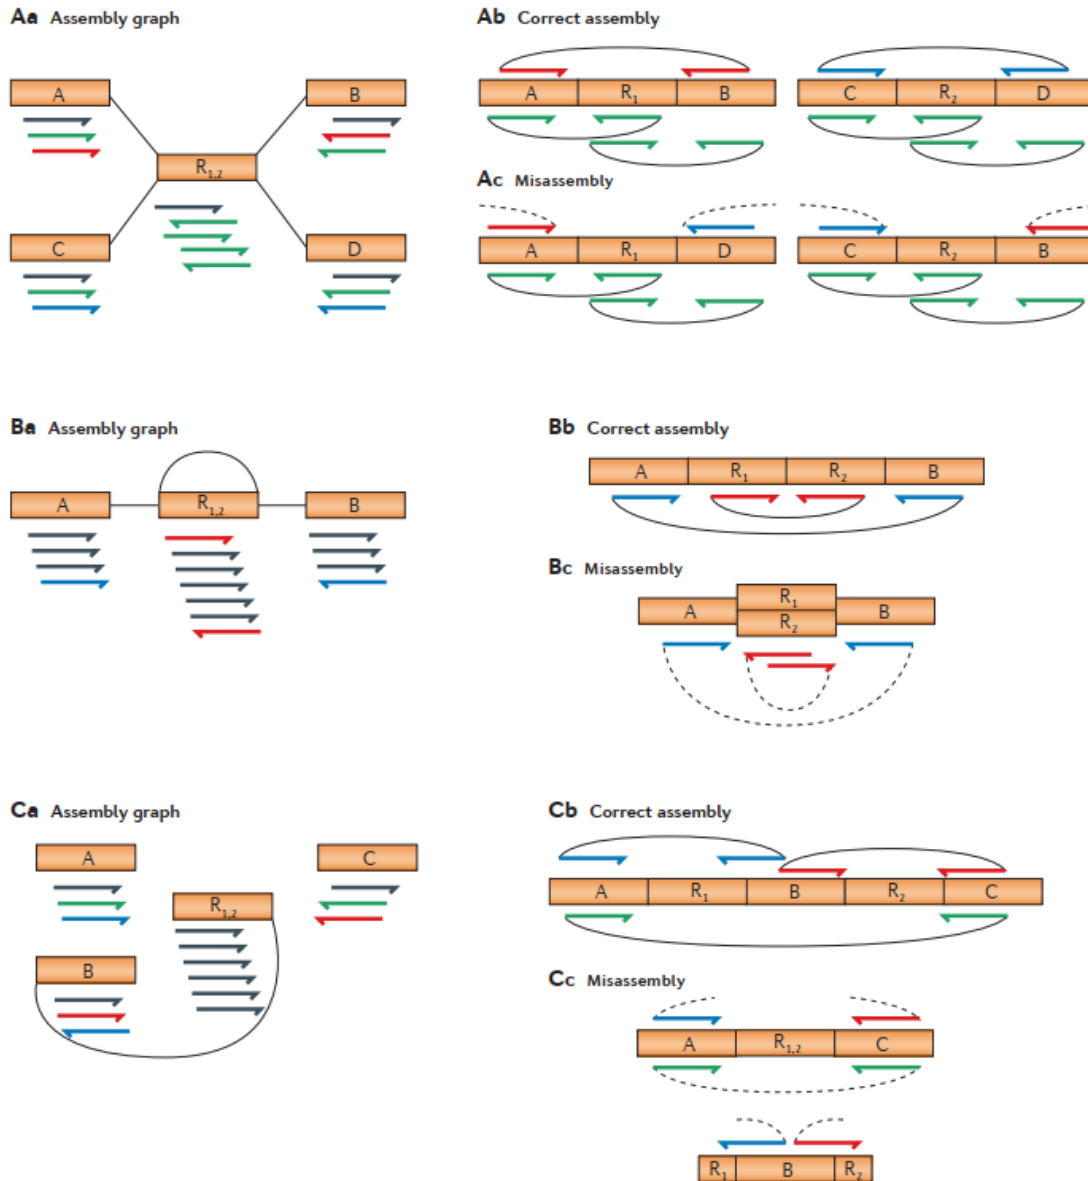 Aa Assembly graph
A
B
R1,2
C
D
Ab Correct assembly
A R1 B C R2 D
Ac Misassembly
A R1 D C R2 B
Ba Assembly graph
A R1,2 B
Bb Correct assembly
A R1 R2 B
Bc Misassembly
A R1 B
R2
Ca Assembly graph
A
C
R1,2
B
Cb Correct assembly
A R1 B R2 C
Cc Misassembly
A R1,2 C
R1 B R2